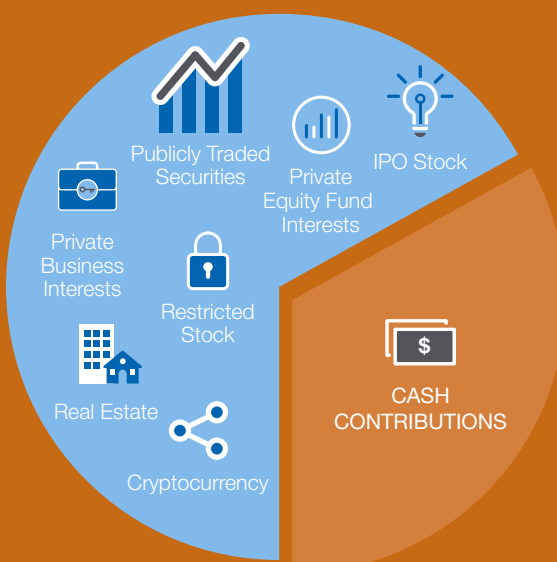 Publicly Traded
Securities
Private
Equity Fund
Interests
IPO Stock
Private
Business
Interests
Restricted
Stock
Real Estate
Cryptocurrency
$
CASH
CONTRIBUTIONS